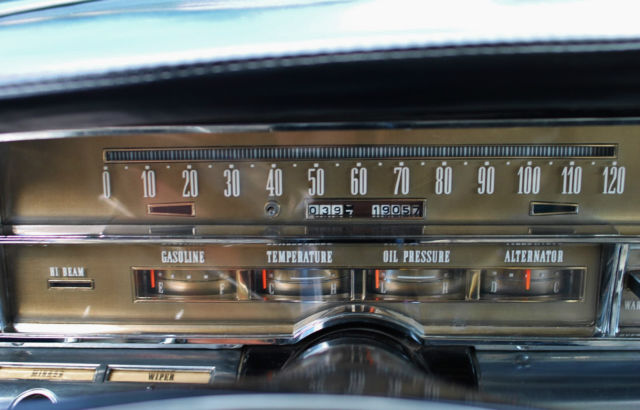 0 10 20 30 40 50 60 70 80 90 100 110 120
19057
GASOLINE TEMPERATURE OIL PRESSURE ALTERNATOR
HI BEAM
E C H L D C
WIPER